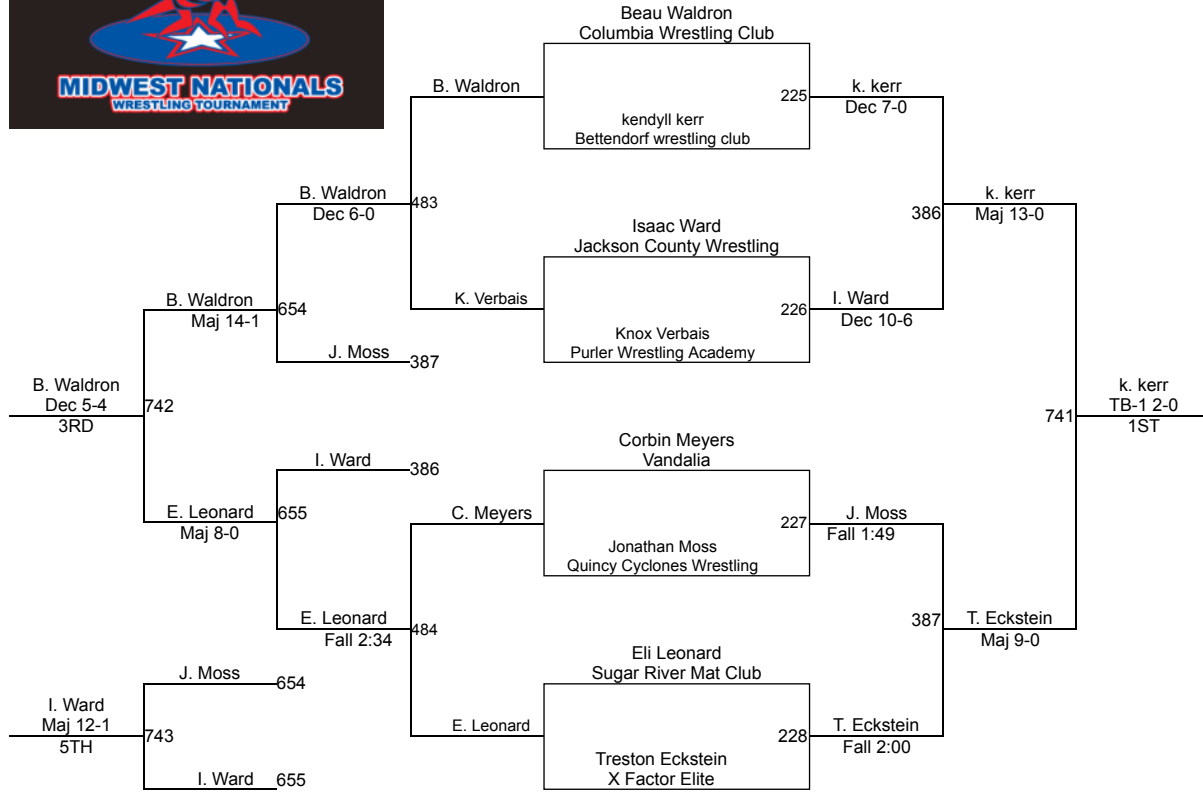 MIDWEST NATIONALS
WRESTLING TOURNAMENT
Beau Waldron
Columbia Wrestling Club
B. Waldron
225
k. kerr
Dec 7-0
kendyll kerr
Bettendorf wrestling club
B. Waldron
Dec 6-0
483
386
k. kerr
Maj 13-0
Isaac Ward
Jackson County Wrestling
B. Waldron
Maj 14-1
654
K. Verbais
226
I. Ward
Dec 10-6
Knox Verbais
Purler Wrestling Academy
J. Moss
387
B. Waldron
Dec 5-4
3RD
742
741
k. kerr
TB-1 2-0
1ST
Corbin Meyers
Vandalia
I. Ward
386
E. Leonard
Maj 8-0
655
C. Meyers
227
J. Moss
Fall 1:49
Jonathan Moss
Quincy Cyclones Wrestling
E. Leonard
Fall 2:34
484
387
T. Eckstein
Maj 9-0
Eli Leonard
Sugar River Mat Club
J. Moss
654
I. Ward
Maj 12-1
5TH
743
E. Leonard
228
T. Eckstein
Fall 2:00
Treston Eckstein
X Factor Elite
I. Ward
655